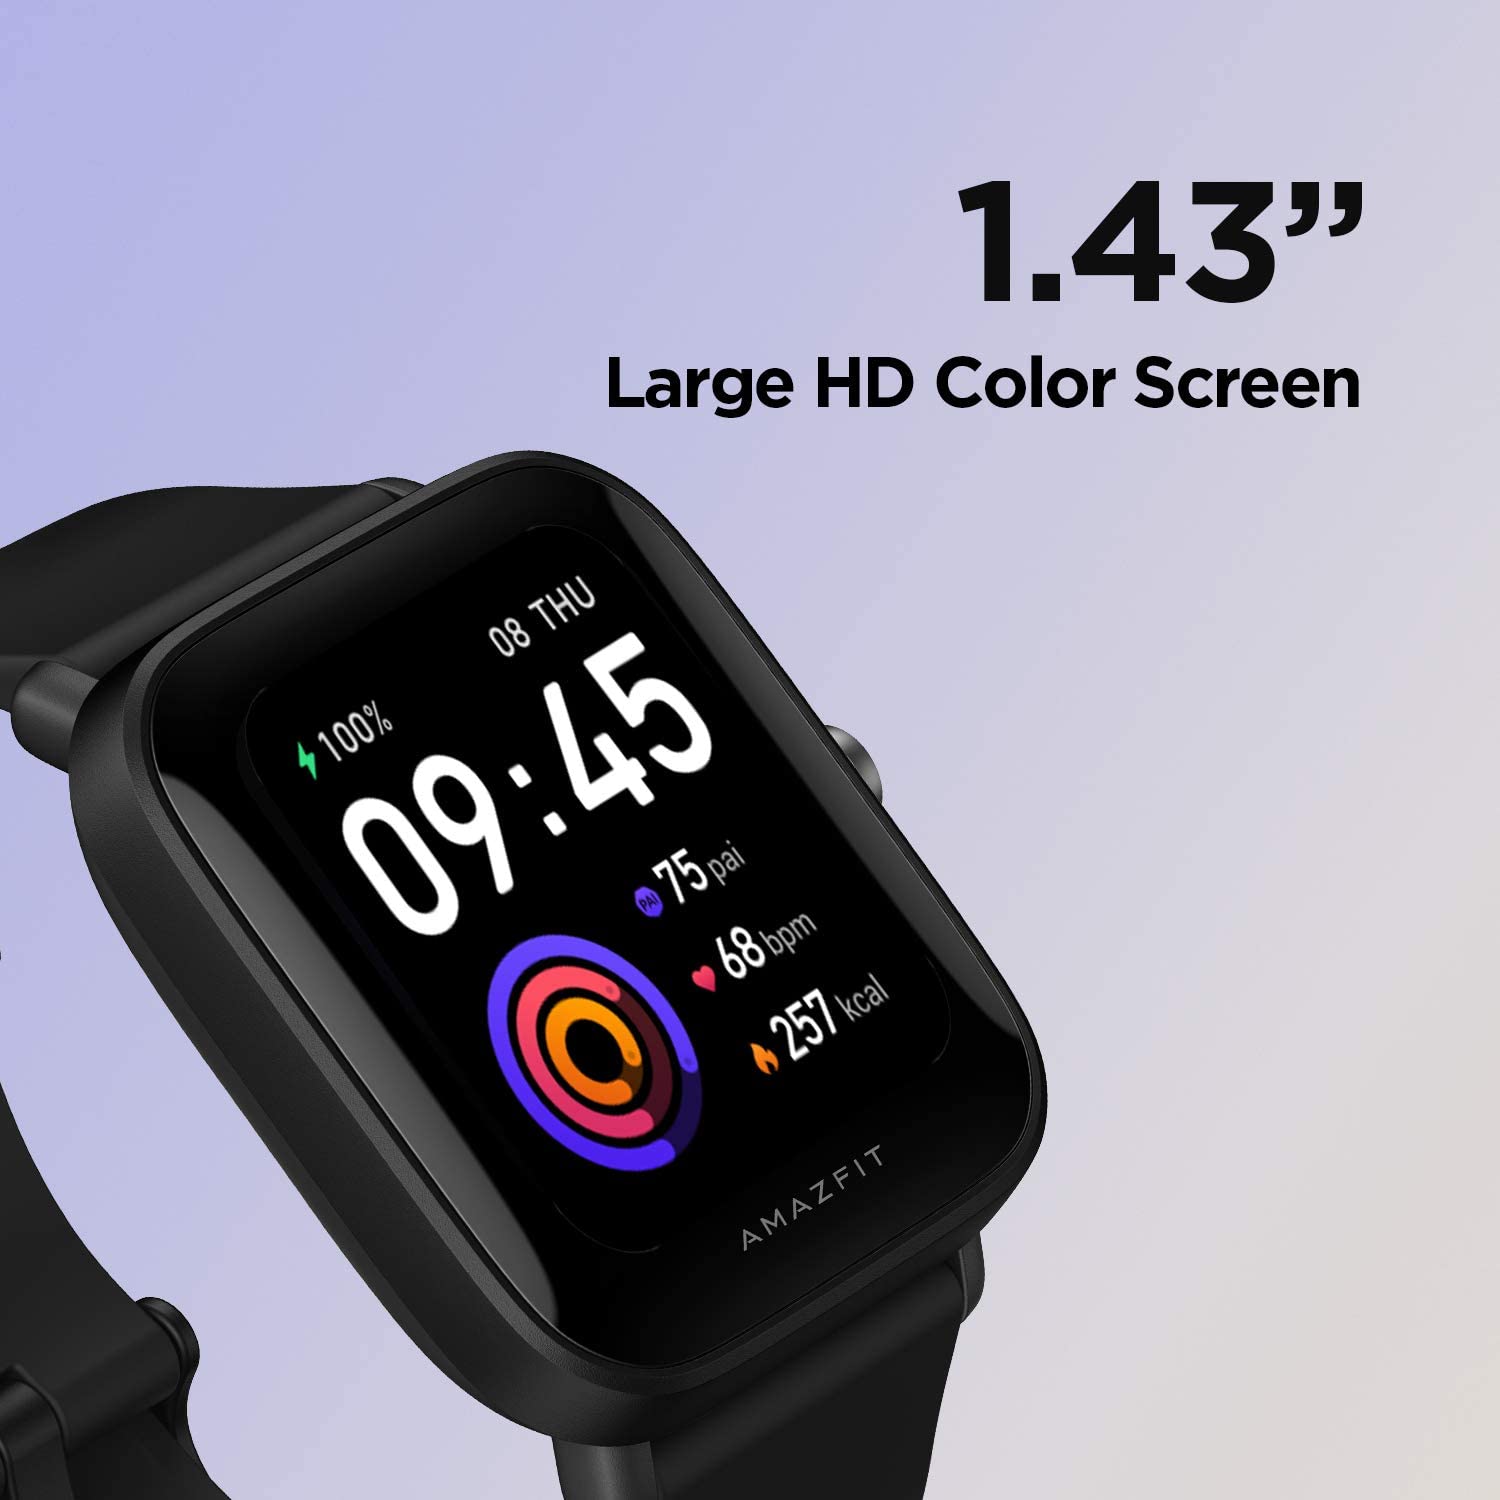 1.43”
Large HD Color Screen
08 THU
100%
09:45
PAI 75 pai
68 bpm
257 kcal
AMAZFIT